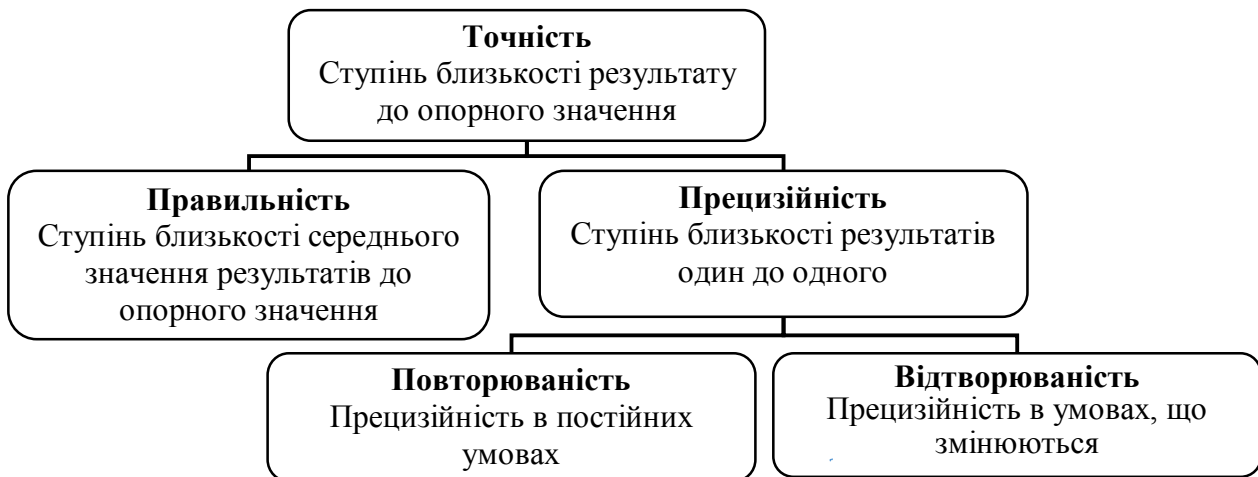 Точність
Ступінь близькості результату
до опорного значення
Правильність
Ступінь близькості середнього
значення результатів до
опорного значення
Прецизійність
Ступінь близькості результатів
один до одного
Повторюваність
Прецизійність в постійних
умовах
Відтворюваність
Прецизійність в умовах, що
змінюються